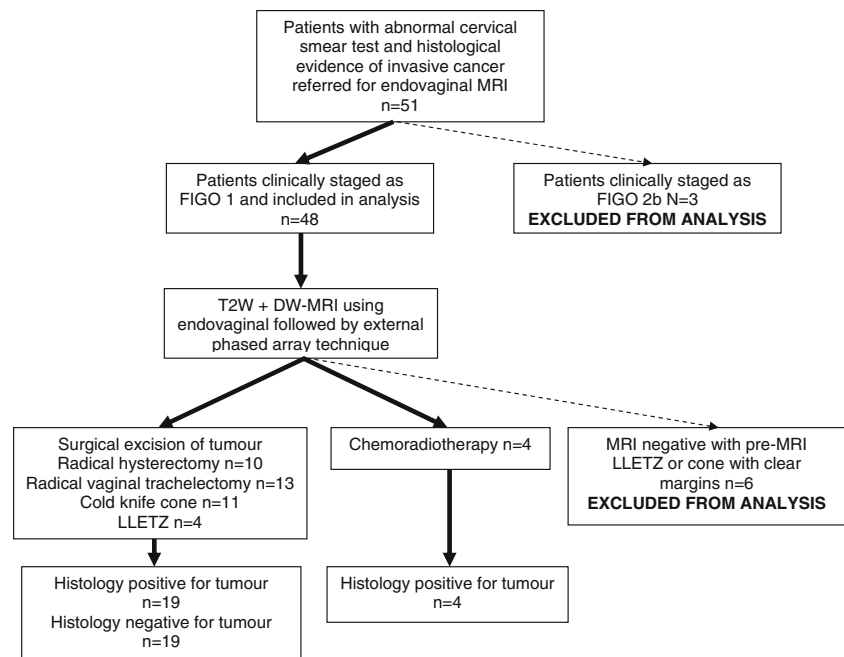 Patients with abnormal cervical
smear test and histological
evidence of invasive cancer
referred for endovaginal MRI
n=51
Patients clinically staged as
FIGO 1 and included in analysis
n=48
Patients clinically staged as
FIGO 2b N=3
EXCLUDED FROM ANALYSIS
T2W + DW-MRI using
endovaginal followed by external
phased array technique
Surgical excision of tumour
Radical hysterectomy n=10
Radical vaginal trachelectomy n=13
Cold knife cone n=11
LLETZ n=4
Chemoradiotherapy n=4
MRI negative with pre-MRI
LLETZ or cone with clear
margins n=6
EXCLUDED FROM ANALYSIS
Histology positive for tumour
n=19
Histology negative for tumour
n=19
Histology positive for tumour
n=4